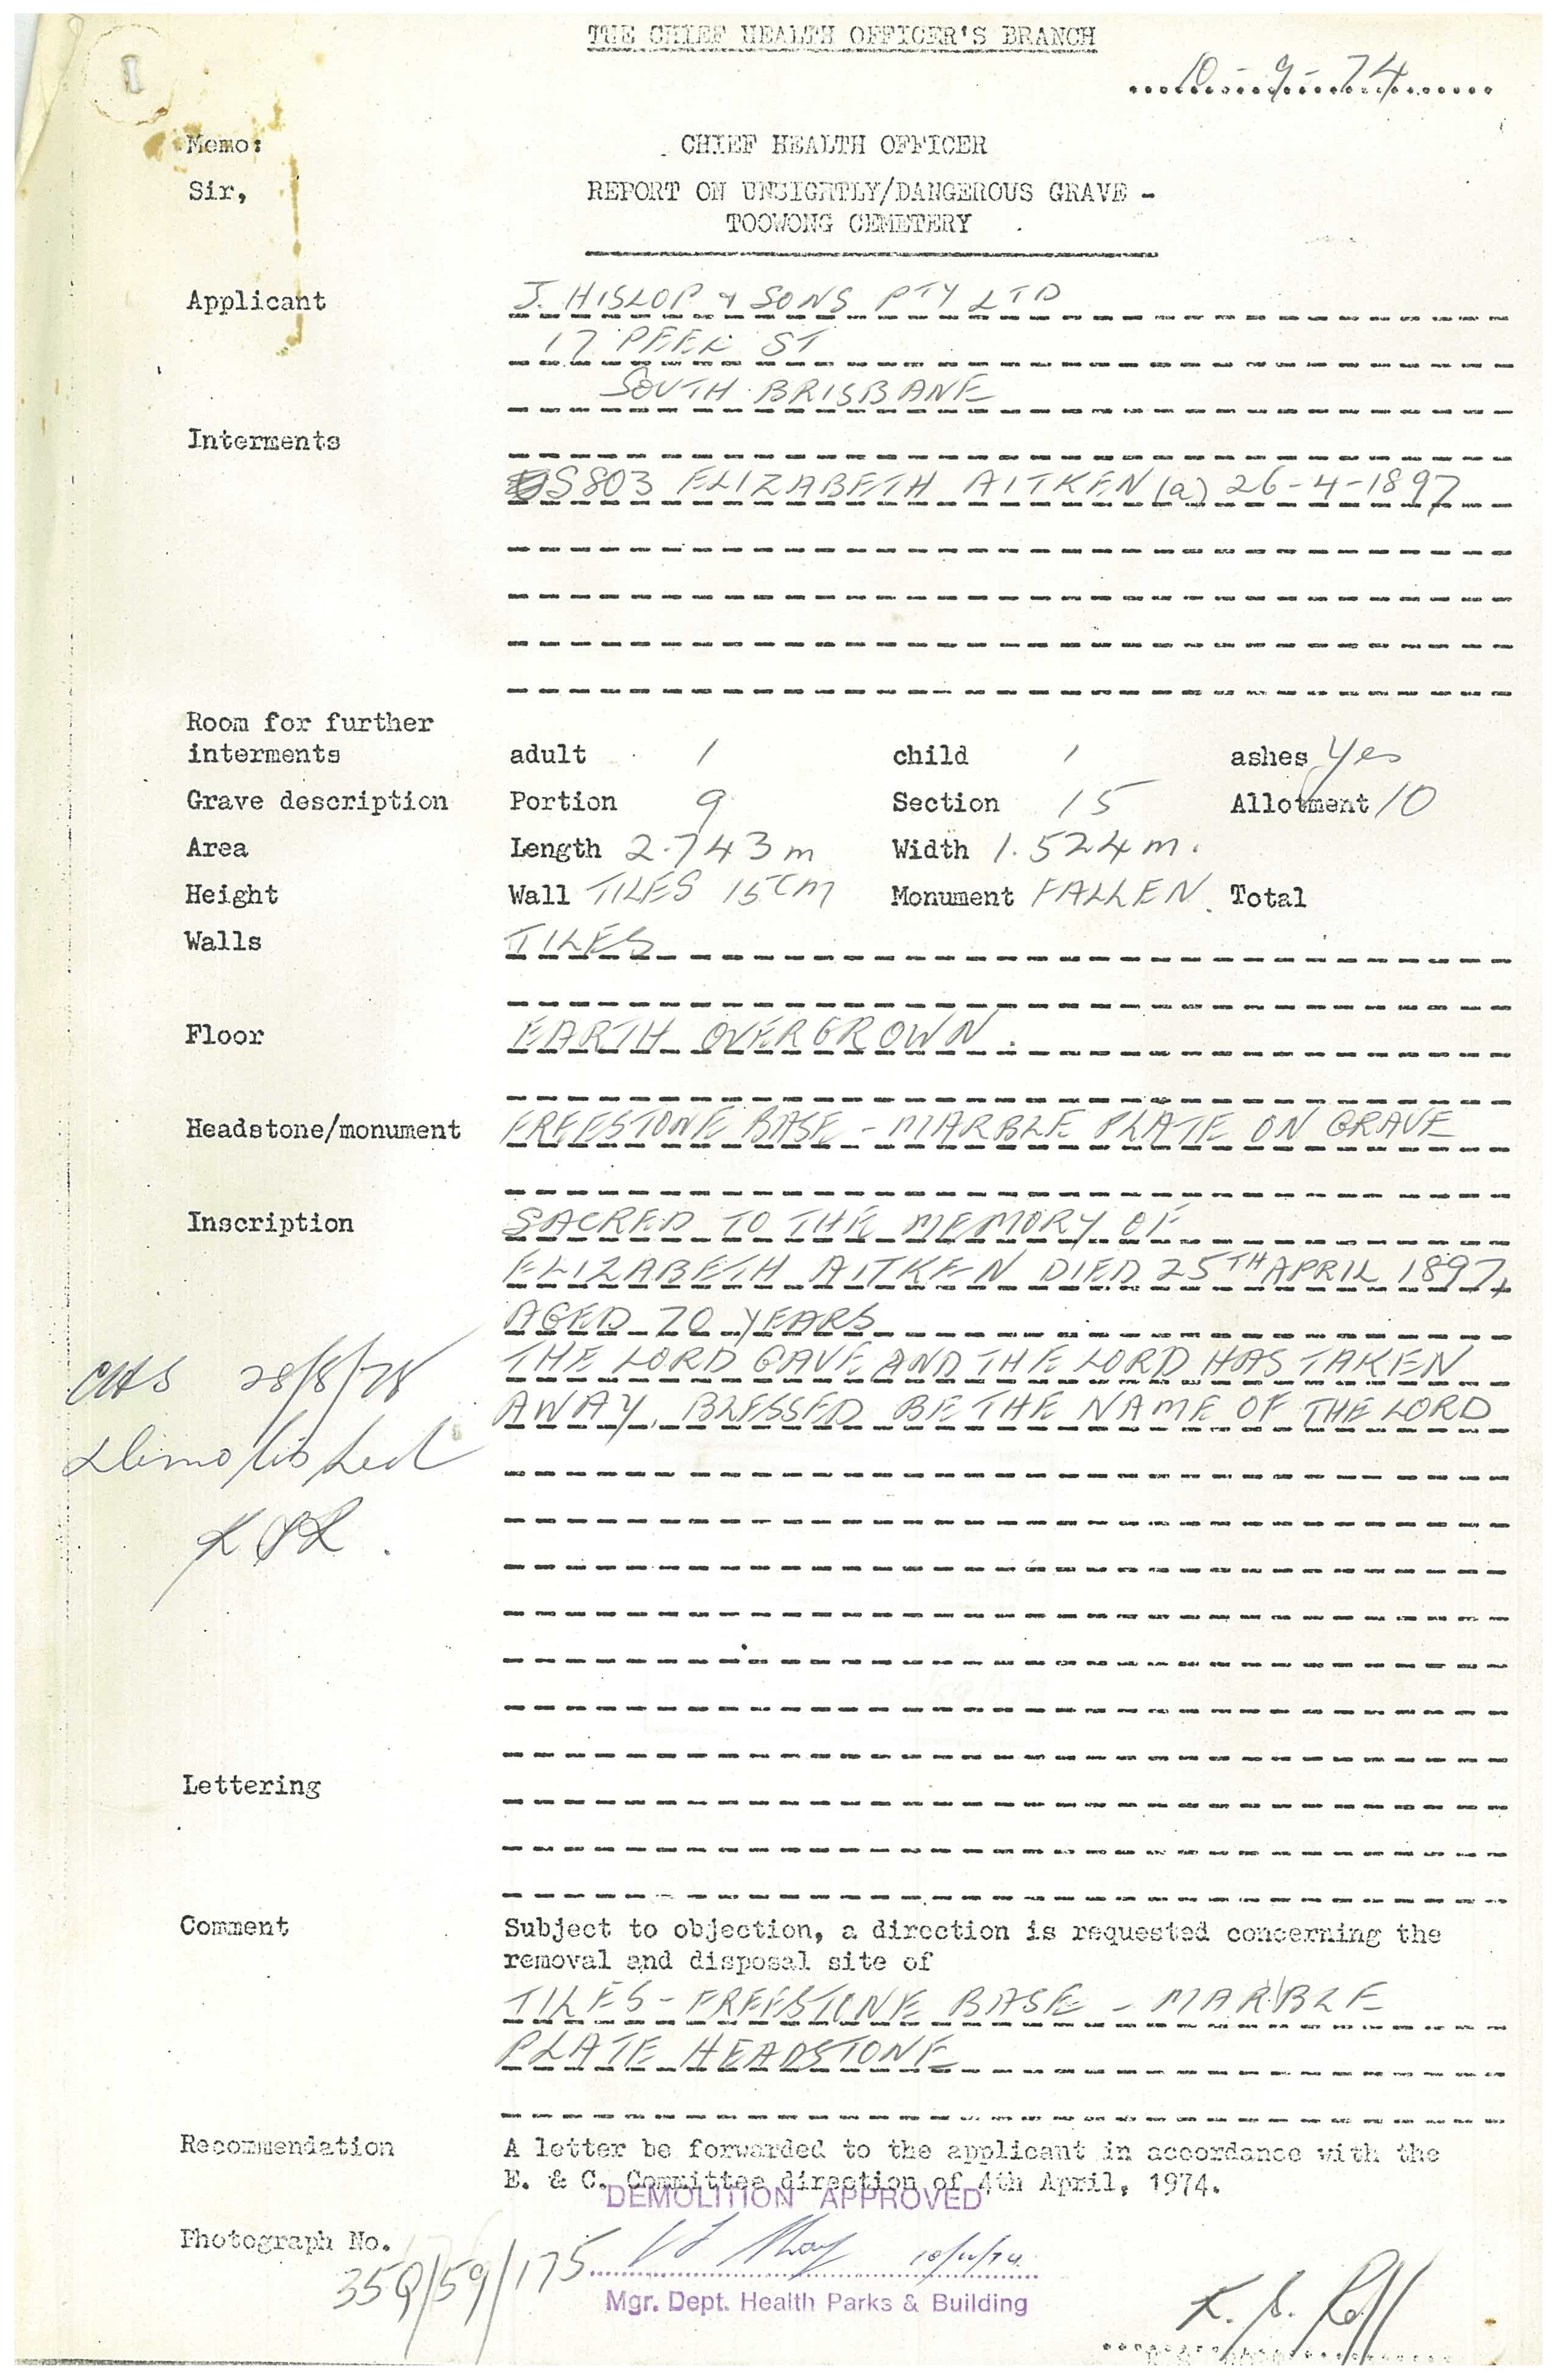 THE CHIEF HEALTH OFFICER'S BRANCH
10-9-74
Memo: CHIEF HEALTH OFFICER
Sir, REPORT ON UNSIGHTLY/DANGEROUS GRAVE -
TOOWONG CEMETERY
Applicant J. HISLOP & SONS PTY LTD
17 PEEL ST
SOUTH BRISBANE
Interments
S803 ELIZABETH AITKEN (a) 26-4-1897
Room for further
interments adult 1 child 1 ashes Yes
Grave description Portion 9 Section 15 Allotment 10
Area Length 2.743m Width 1.524m.
Height Wall TILES 15cm Monument FALLEN Total
Walls TILES
Floor EARTH OVERGROWN.
Headstone/monument FREESTONE BASE - MARBLE PLATE ON GRAVE
Inscription SACRED TO THE MEMORY OF
ELIZABETH AITKEN DIED 25TH APRIL 1897,
AGED 70 YEARS
THE LORD GAVE AND THE LORD HAS TAKEN
AWAY, BLESSED BE THE NAME OF THE LORD
28/8/78
Demolished
Lettering
Comment Subject to objection, a direction is requested concerning the
removal and disposal site of
TILES - FREESTONE BASE - MARBLE
PLATE HEADSTONE
Recommendation A letter be forwarded to the applicant in accordance with the
E. & C. Committee direction of 4th April, 1974.
DEMOLITION APPROVED
Photograph No.
35Q/59/175
Mgr. Dept. Health Parks & Building